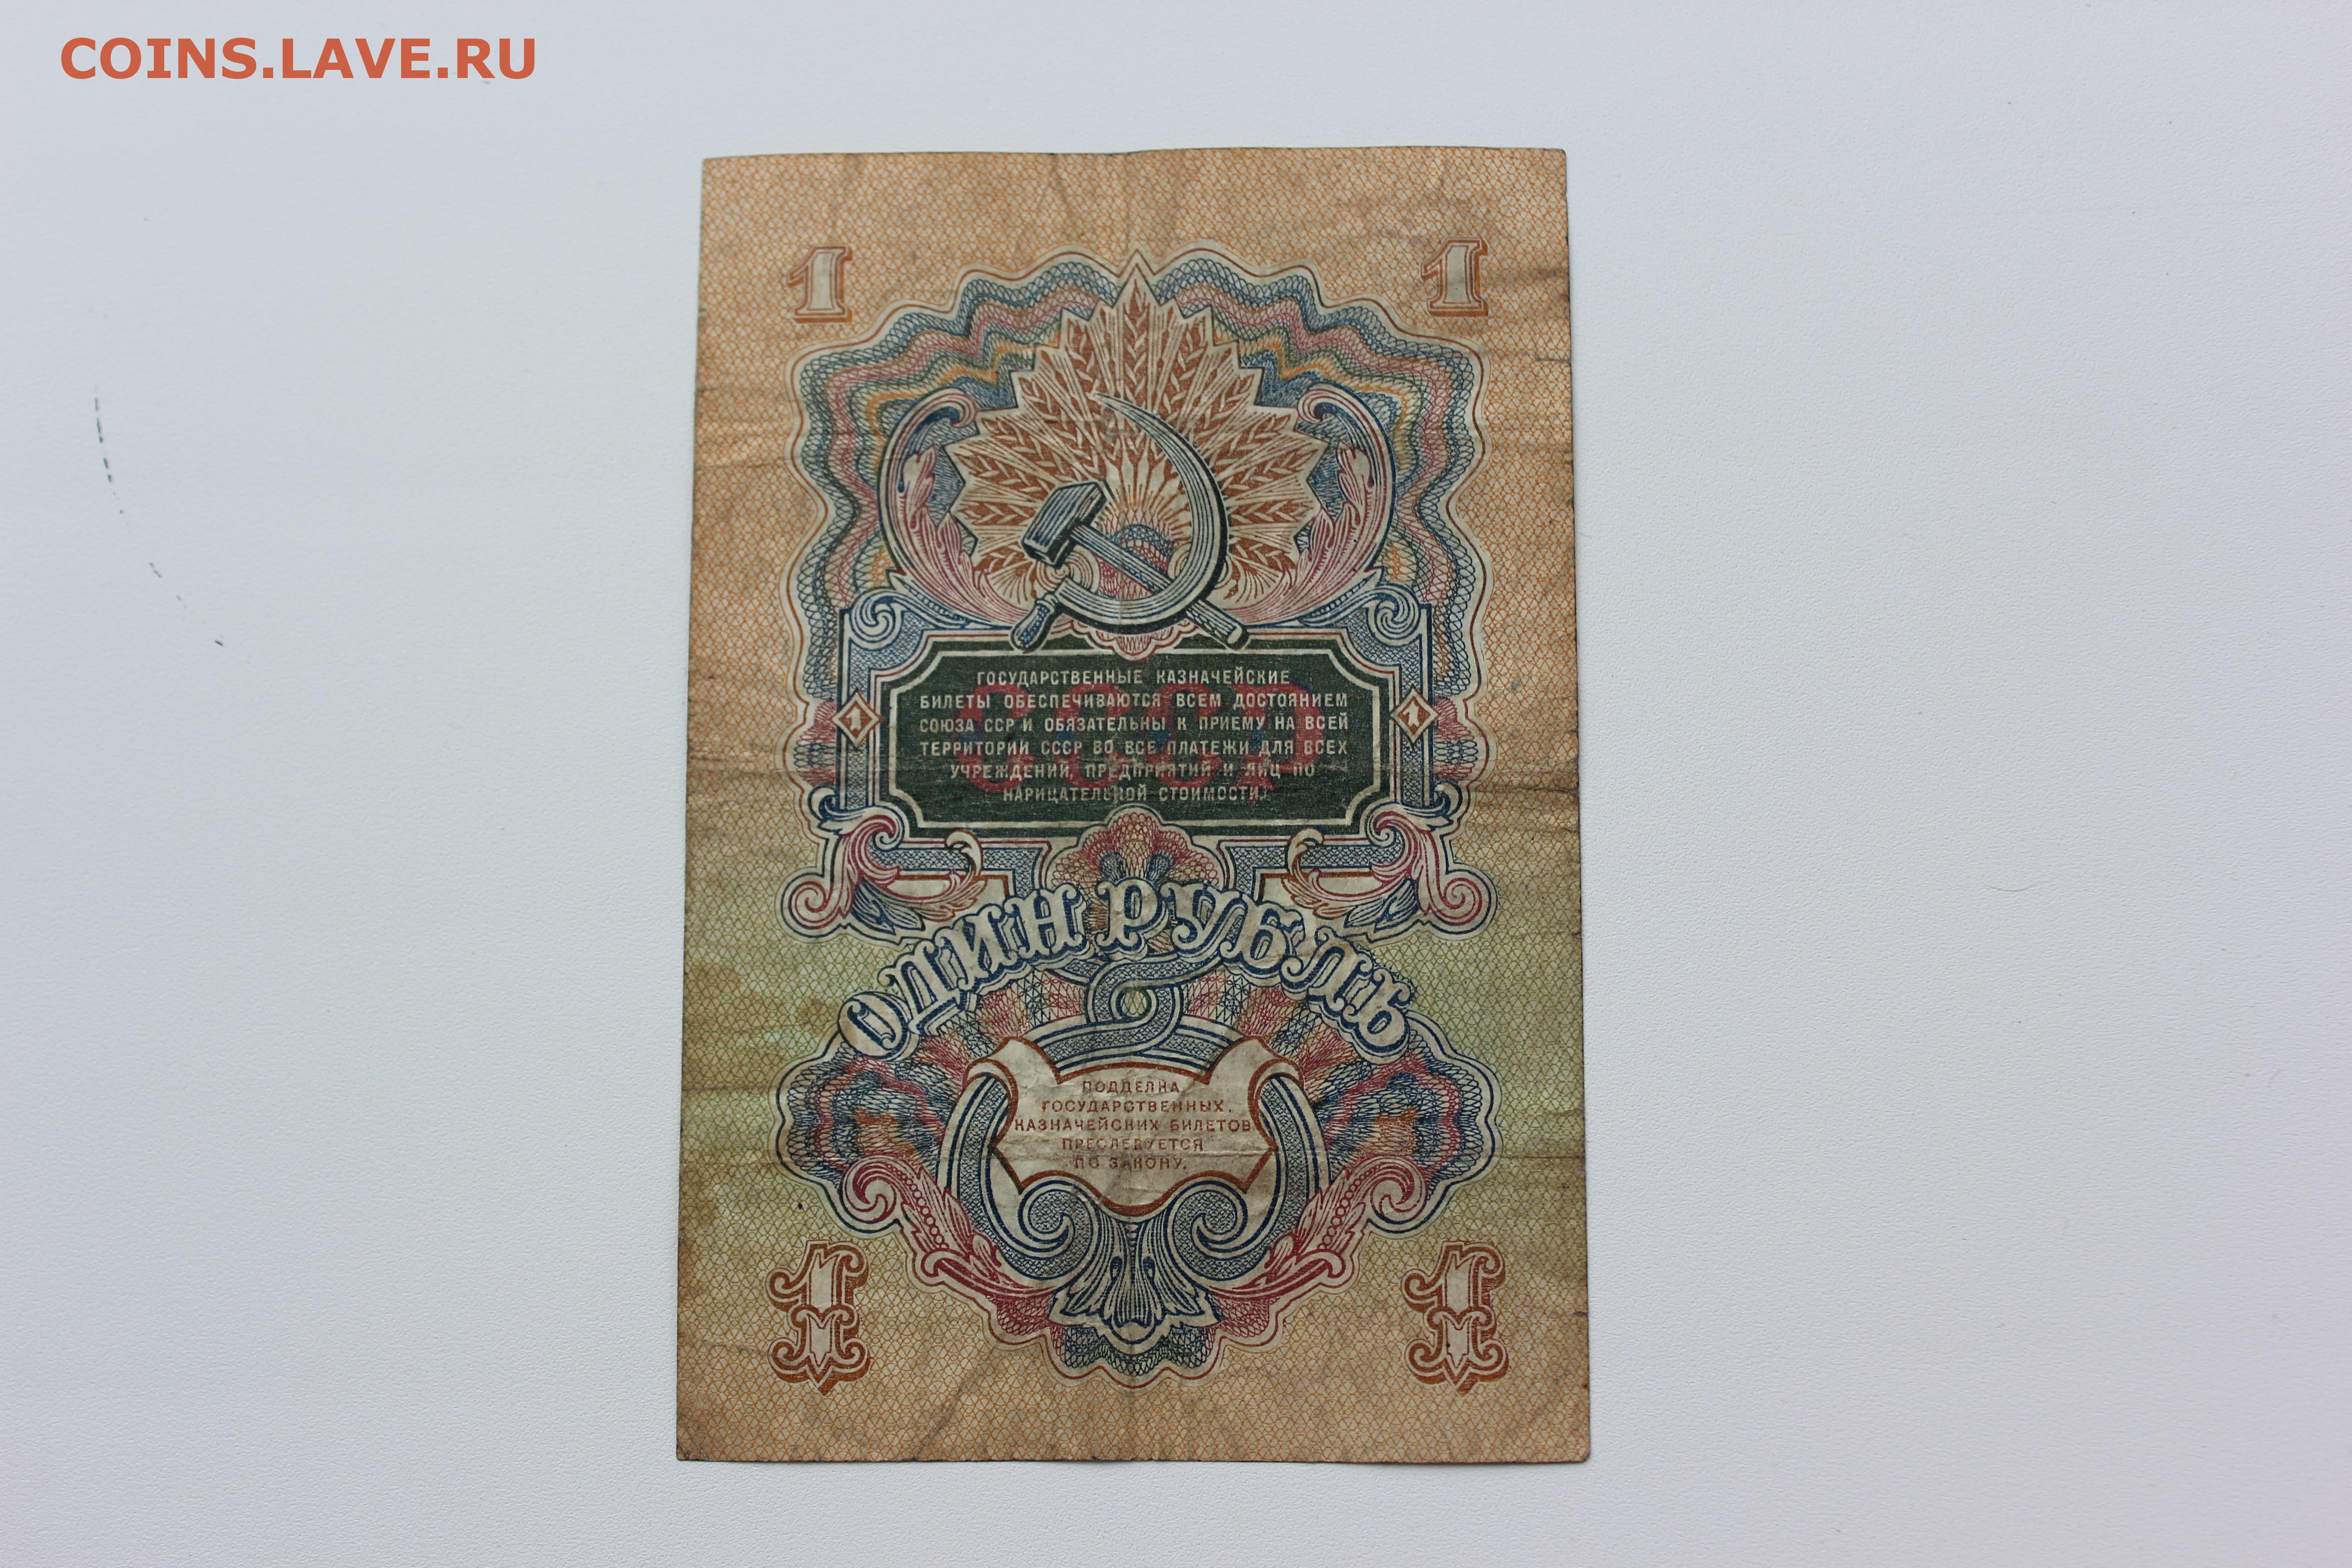 COINS.LAVE.RU
1 1
ГОСУДАРСТВЕННЫЕ КАЗНАЧЕЙСКИЕ
БИЛЕТЫ ОБЕСПЕЧИВАЮТСЯ ВСЕМ ДОСТОЯНИЕМ
СОЮЗА ССР И ОБЯЗАТЕЛЬНЫ К ПРИЕМУ НА ВСЕЙ
ТЕРРИТОРИИ СССР ВО ВСЕ ПЛАТЕЖИ ДЛЯ ВСЕХ
УЧРЕЖДЕНИЙ, ПРЕДПРИЯТИЙ И ЛИЦ ПО
НАРИЦАТЕЛЬНОЙ СТОИМОСТИ.
СССР
1 1
ОДИН РУБЛЬ
ПОДДЕЛКА
ГОСУДАРСТВЕННЫХ
КАЗНАЧЕЙСКИХ БИЛЕТОВ
ПРЕСЛЕДУЕТСЯ
ПО ЗАКОНУ.
1 1